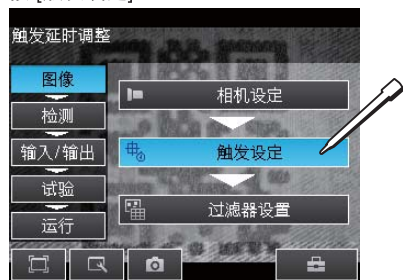 触发延时调整
图像
检测
输入/输出
试验
运行
相机设定
触发设定
过滤器设置